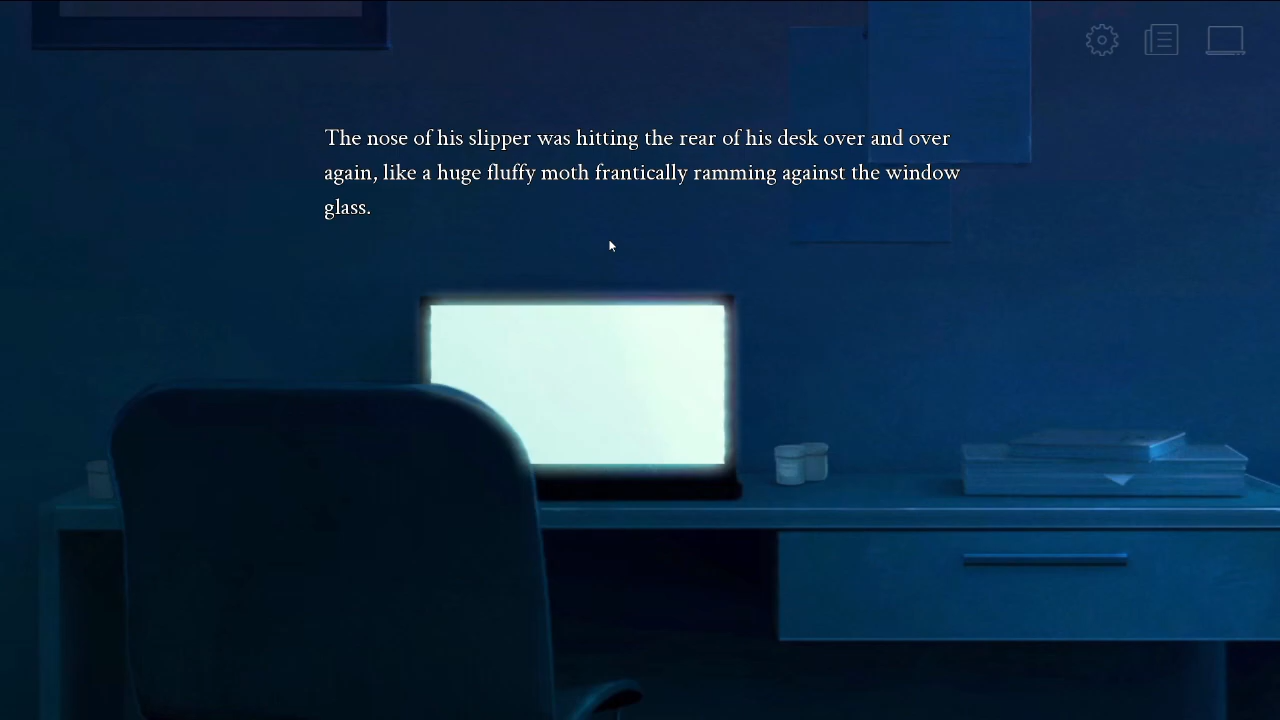 The nose of his slipper was hitting the rear of his desk over and over
again, like a huge fluffy moth frantically ramming against the window
glass.